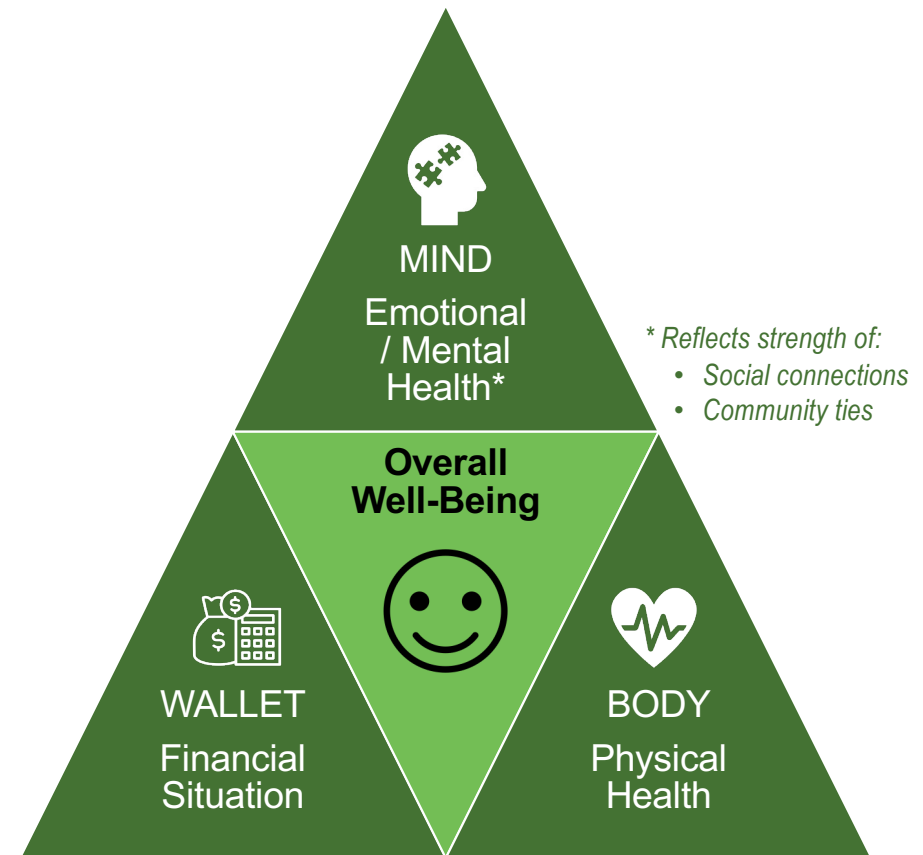 MIND
Emotional
/ Mental
Health*
* Reflects strength of:
• Social connections
• Community ties
Overall
Well-Being
$
$
WALLET
Financial
Situation
BODY
Physical
Health